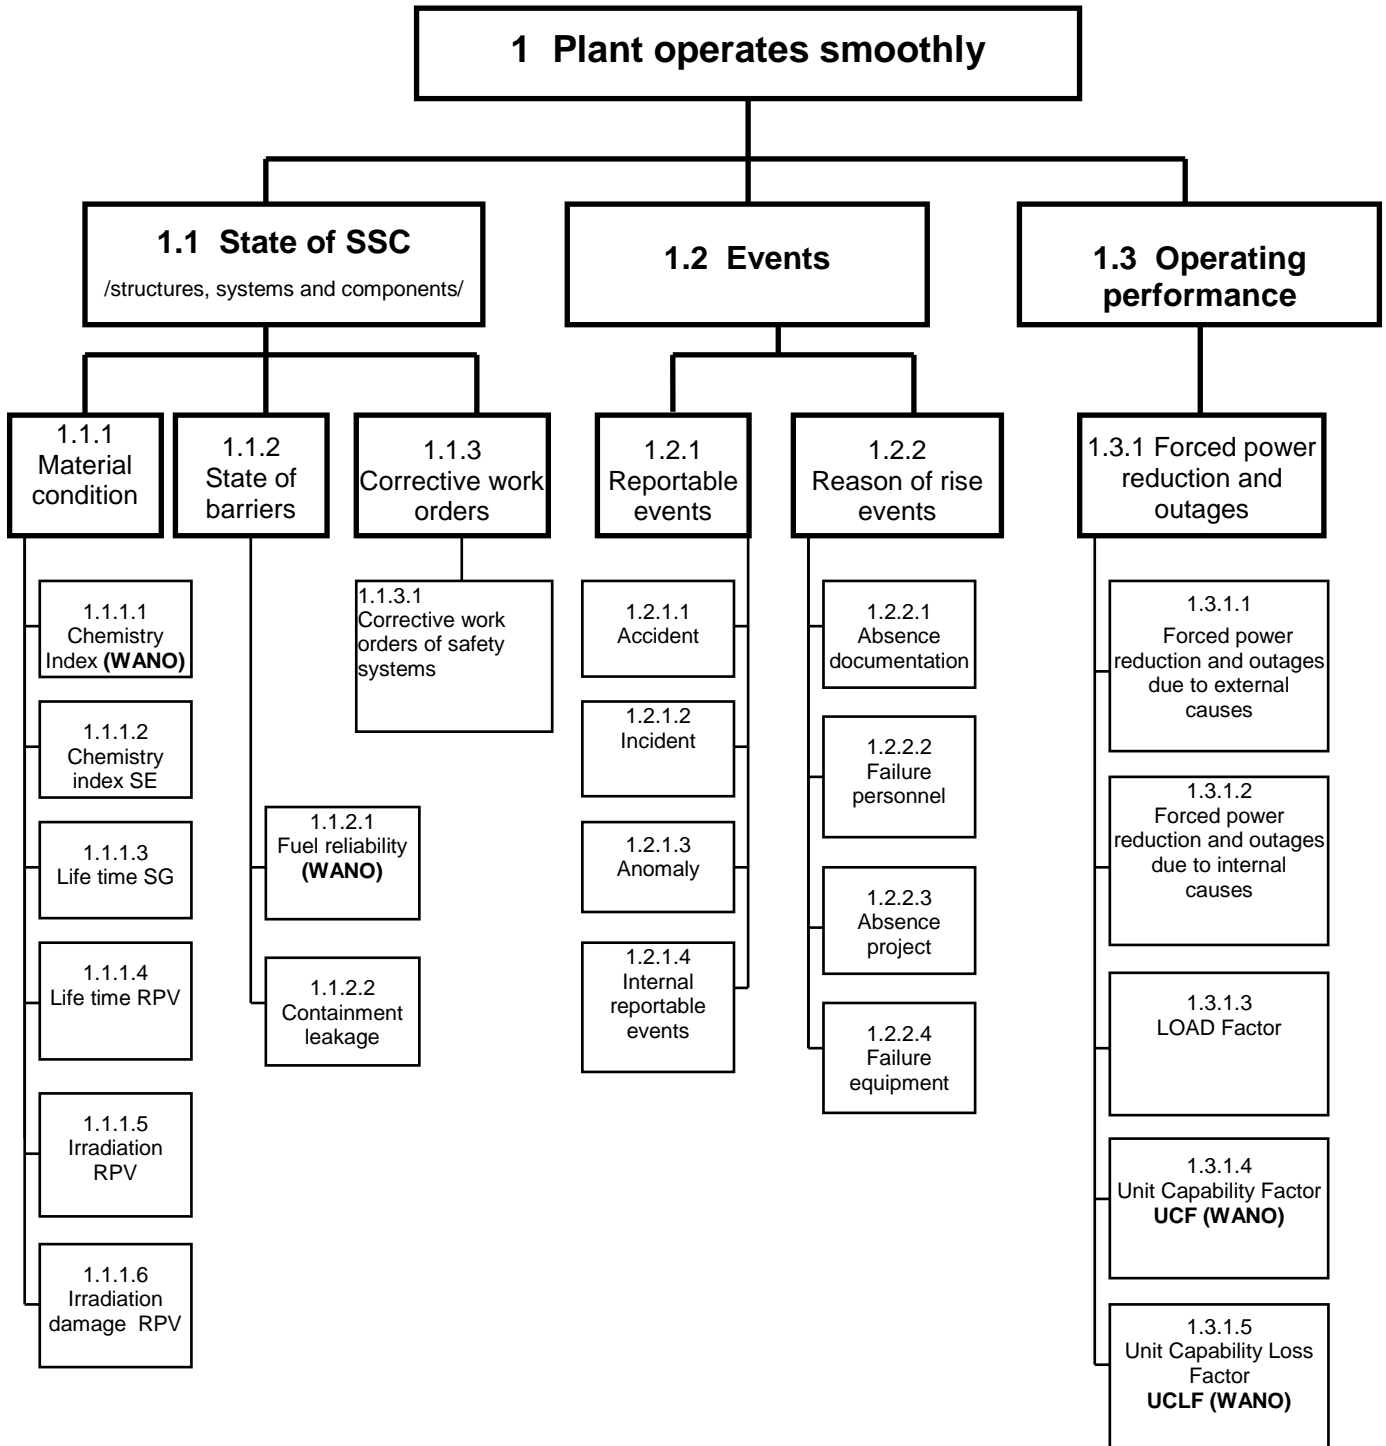 1 Plant operates smoothly
1.1 State of SSC
/structures, systems and components/
1.2 Events
1.3 Operating
performance
1.1.1
Material
condition
1.1.2
State of
barriers
1.1.3
Corrective work
orders
1.2.1
Reportable
events
1.2.2
Reason of rise
events
1.3.1 Forced power
reduction and
outages
1.1.1.1
Chemistry
Index (WANO)
1.1.1.2
Chemistry
index SE
1.1.1.3
Life time SG
1.1.1.4
Life time RPV
1.1.1.5
Irradiation
RPV
1.1.1.6
Irradiation
damage RPV
1.1.2.1
Fuel reliability
(WANO)
1.1.2.2
Containment
leakage
1.1.3.1
Corrective work
orders of safety
systems
1.2.1.1
Accident
1.2.1.2
Incident
1.2.1.3
Anomaly
1.2.1.4
Internal
reportable
events
1.2.2.1
Absence
documentation
1.2.2.2
Failure
personnel
1.2.2.3
Absence
project
1.2.2.4
Failure
equipment
1.3.1.1
Forced power
reduction and outages
due to external
causes
1.3.1.2
Forced power
reduction and outages
due to internal
causes
1.3.1.3
LOAD Factor
1.3.1.4
Unit Capability Factor
UCF (WANO)
1.3.1.5
Unit Capability Loss
Factor
UCLF (WANO)